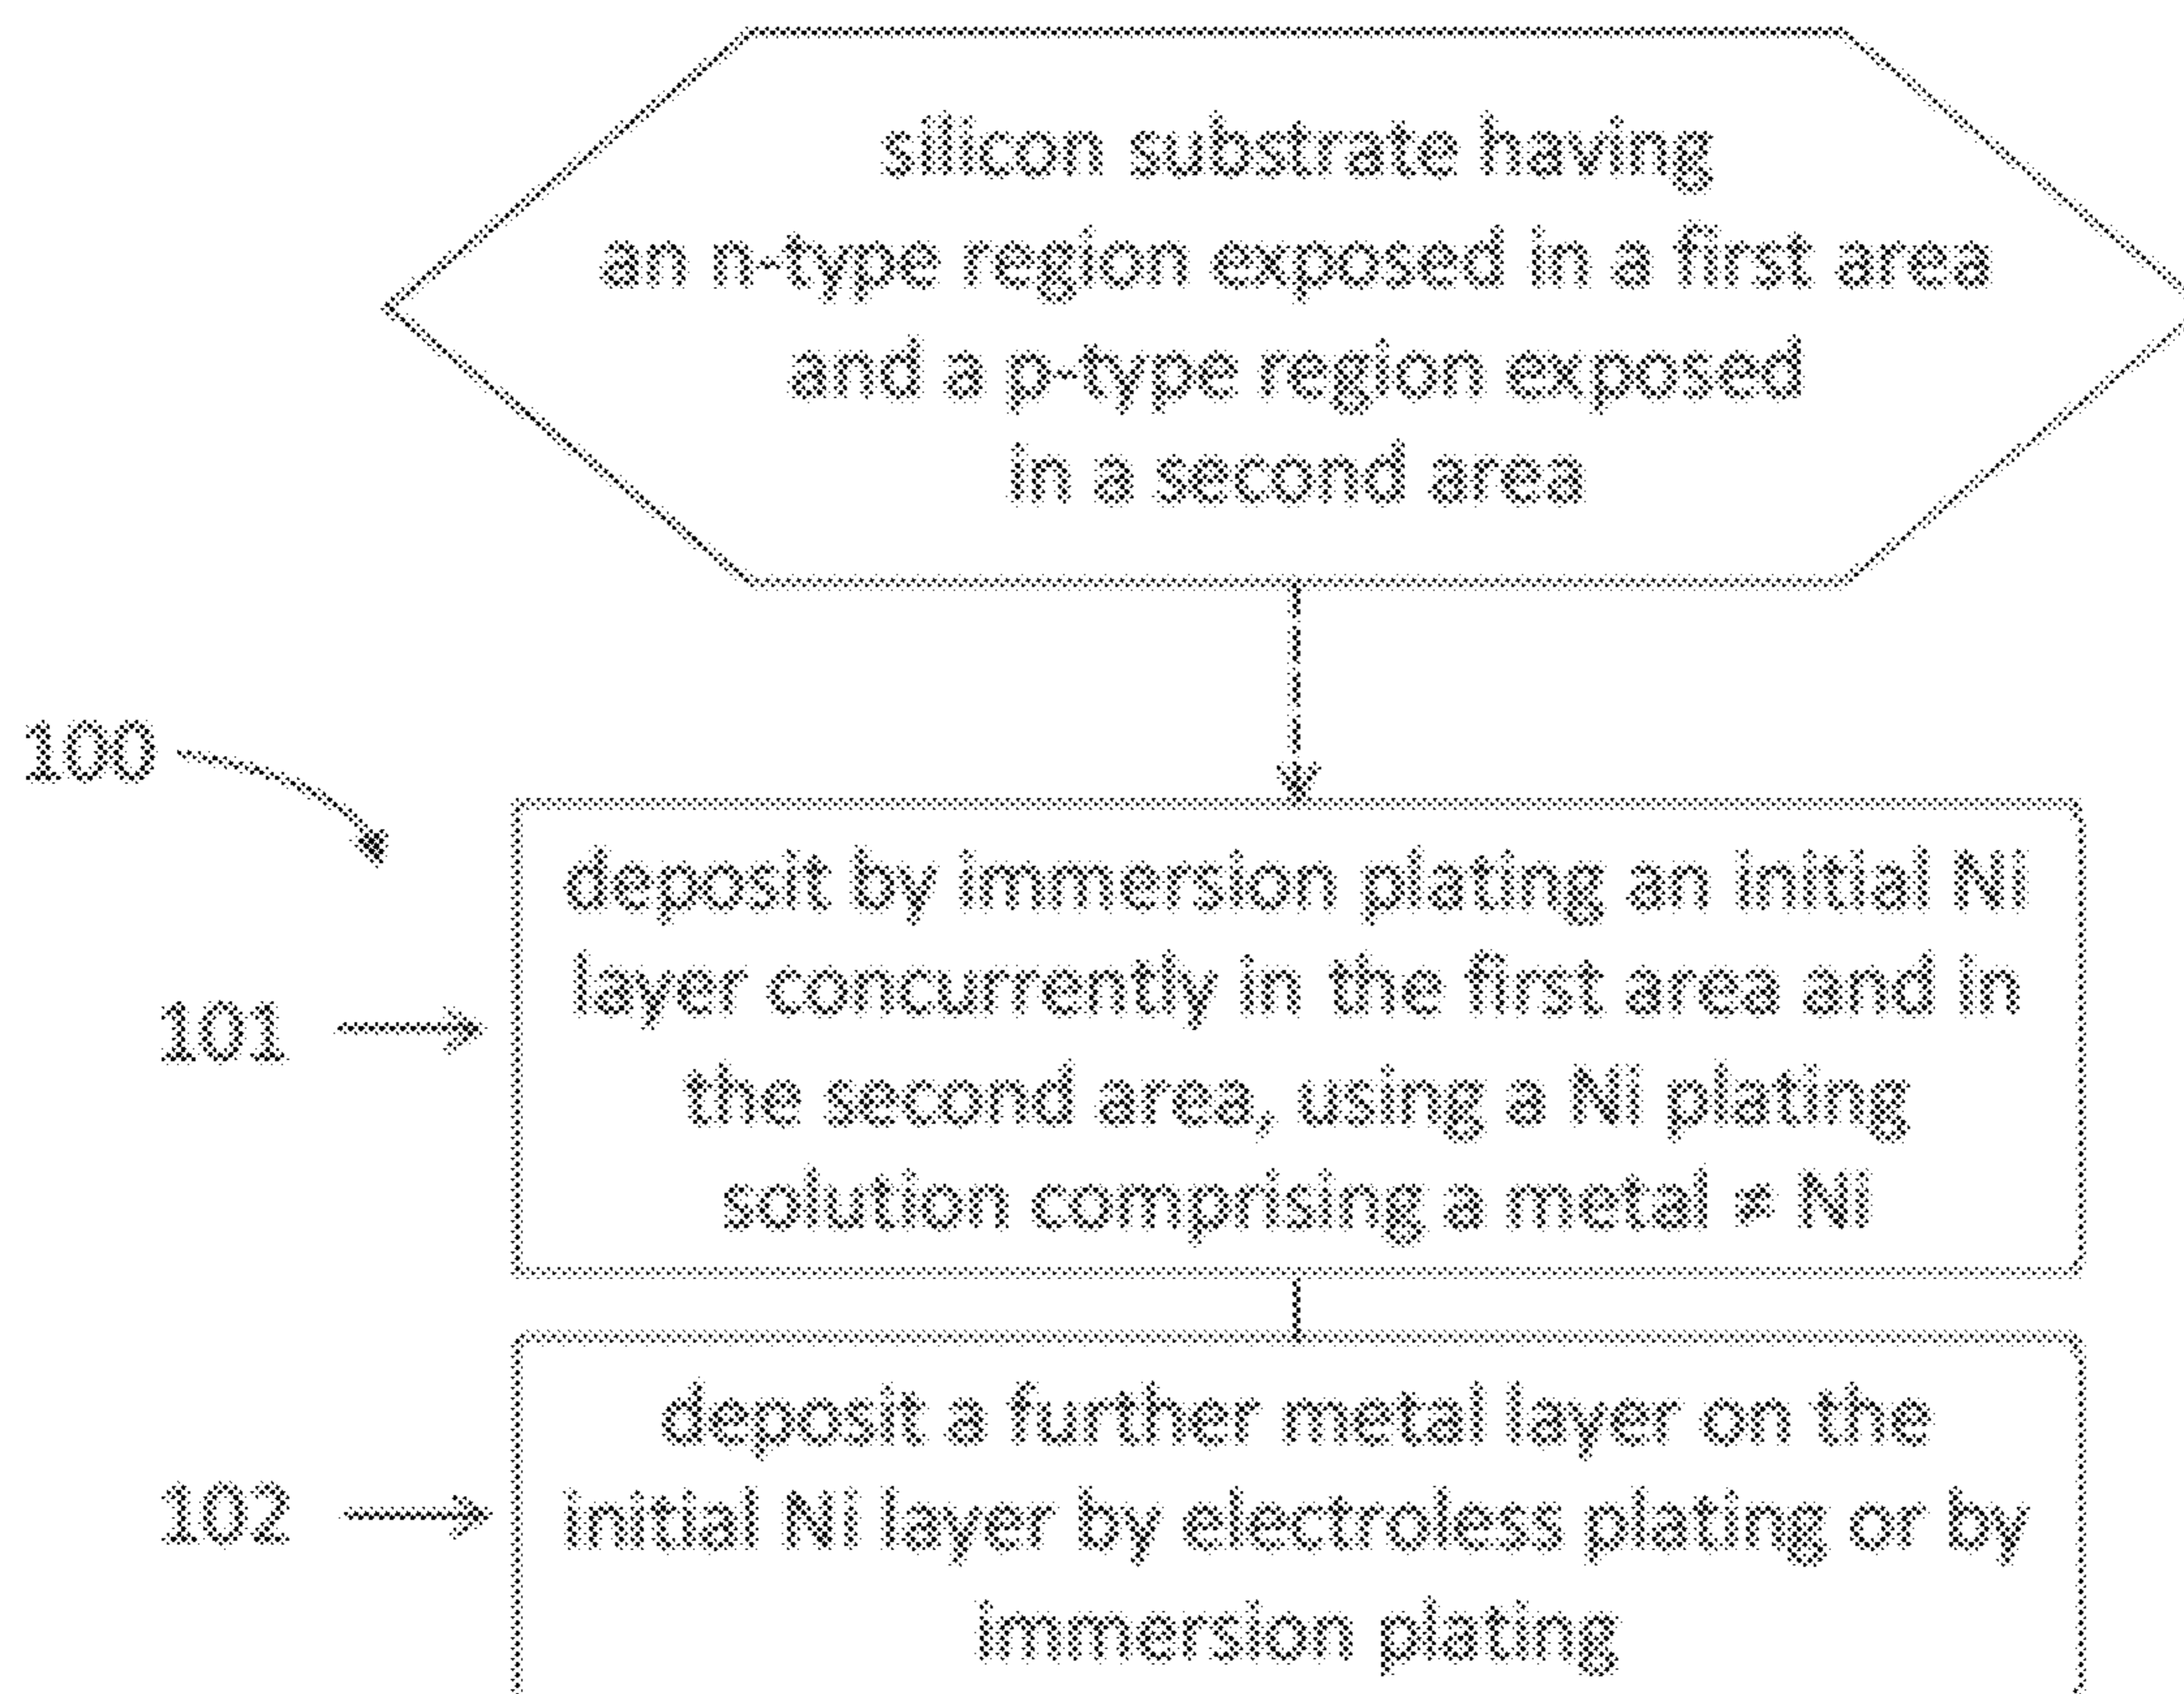 silicon substrate having
an n-type region exposed in a first area
and a p-type region exposed
in a second area
100
deposit by immersion plating an initial Ni
layer concurrently in the first area and in
the second area, using a Ni plating
solution comprising a metal ≠ Ni
101
deposit a further metal layer on the
initial Ni layer by electroless plating or by
immersion plating
102